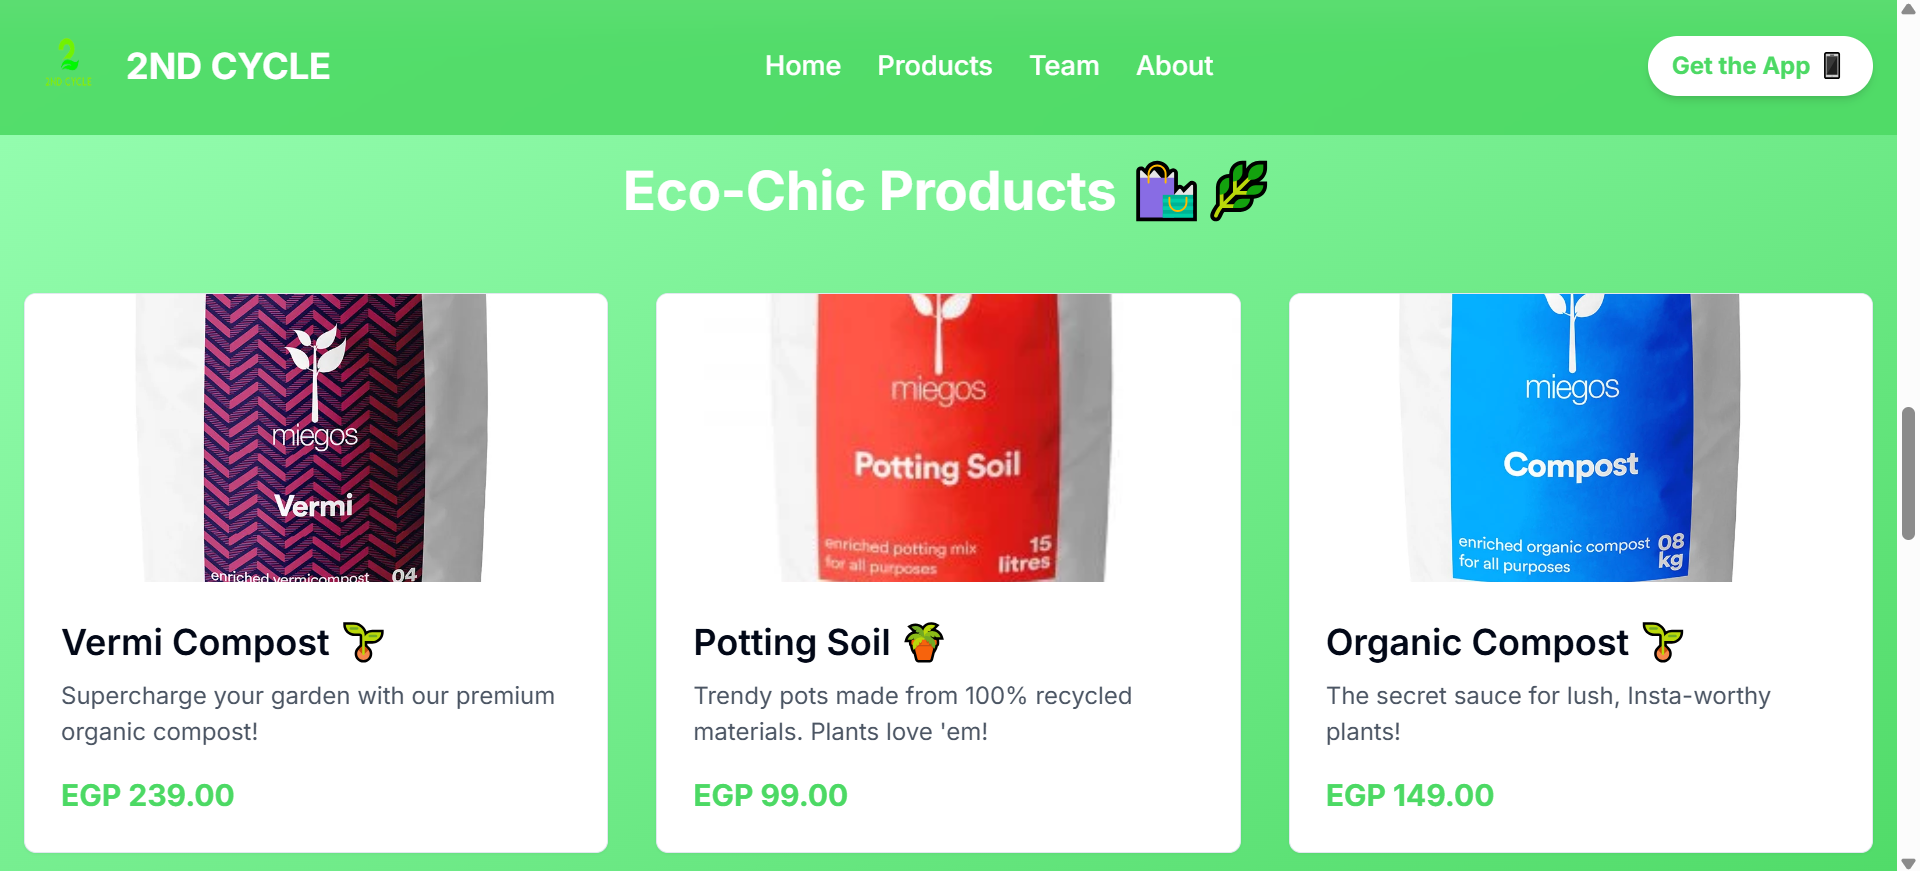 2
2ND CYCLE
2ND CYCLE
Home
Products
Team
About
Get the App
Eco-Chic Products
miegos
Vermi
enriched vermicompost
04
miegos
Potting Soil
enriched potting mix
for all purposes
15
litres
miegos
Compost
enriched organic compost
for all purposes
08
kg
Vermi Compost
Supercharge your garden with our premium
organic compost!
EGP 239.00
Potting Soil
Trendy pots made from 100% recycled
materials. Plants love 'em!
EGP 99.00
Organic Compost
The secret sauce for lush, Insta-worthy
plants!
EGP 149.00